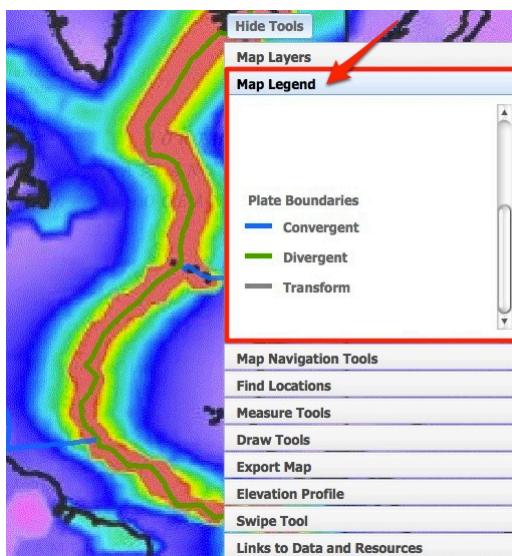 Hide Tools
Map Layers
Map Legend
Plate Boundaries
Convergent
Divergent
Transform
Map Navigation Tools
Find Locations
Measure Tools
Draw Tools
Export Map
Elevation Profile
Swipe Tool
Links to Data and Resources